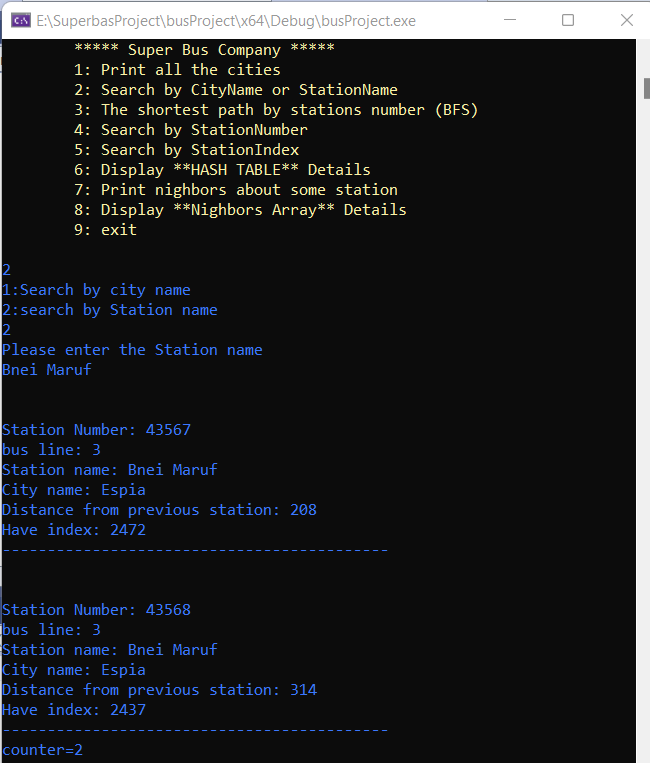 E:\SuperbasProject\busProject\x64\Debug\busProject.exe
***** Super Bus Company *****
1: Print all the cities
2: Search by CityName or StationName
3: The shortest path by stations number (BFS)
4: Search by StationNumber
5: Search by StationIndex
6: Display **HASH TABLE** Details
7: Print nighbors about some station
8: Display **Nighbors Array** Details
9: exit
2
1:Search by city name
2:search by Station name
2
Please enter the Station name
Bnei Maruf
Station Number: 43567
bus line: 3
Station name: Bnei Maruf
City name: Espia
Distance from previous station: 208
Have index: 2472
-------------------------------------------
Station Number: 43568
bus line: 3
Station name: Bnei Maruf
City name: Espia
Distance from previous station: 314
Have index: 2437
-------------------------------------------
counter=2